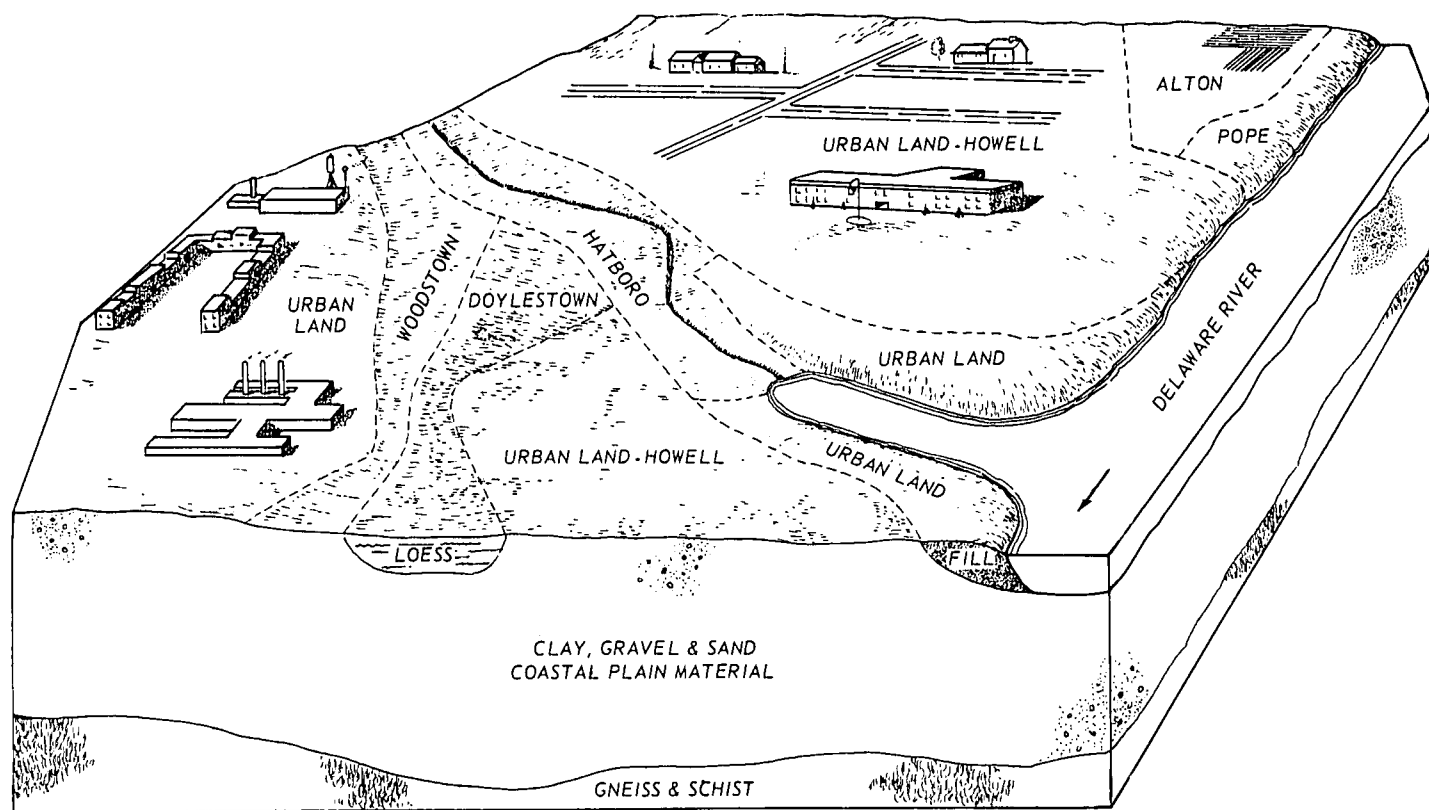 ALTON
POPE
URBAN LAND-HOWELL
HATBORO
WOODSTOWN
DOYLESTOWN
URBAN
LAND
DELAWARE RIVER
URBAN LAND
URBAN LAND-HOWELL
URBAN LAND
LOESS
FILL
CLAY, GRAVEL & SAND
COASTAL PLAIN MATERIAL
GNEISS & SCHIST